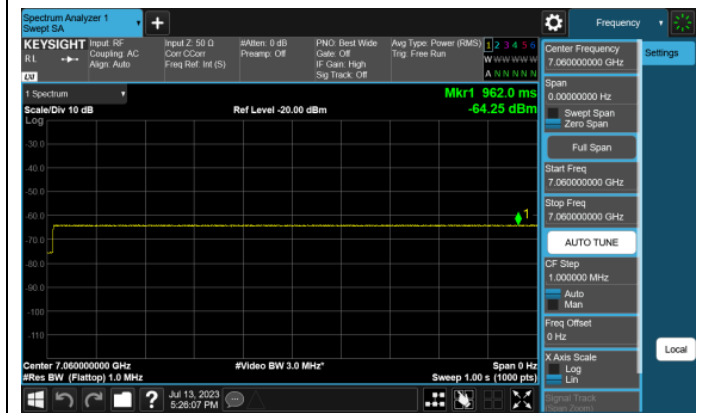 Spectrum Analyzer 1
Swept SA
Frequency
KEYSIGHT
RL
Input: RF
Coupling: AC
Align: Auto
Input Z: 50 Ω
Corr CCorr
Freq Ref: Int (S)
#Atten: 0 dB
Preamp: Off
PNO: Best Wide
Gate: Off
IF Gain: High
Sig Track: Off
Avg Type: Power (RMS)
Trig: Free Run
1 2 3 4 5 6
W W W W W W
A N N N N N
LXI
1 Spectrum
Scale/Div 10 dB
Log
Ref Level -20.00 dBm
Mkr1 962.0 ms
-64.25 dBm
-30.0
-40.0
-50.0
-60.0
-70.0
-80.0
-90.0
-100
-110
1
Center 7.060000000 GHz
#Res BW (Flattop) 1.0 MHz
#Video BW 3.0 MHz*
Span 0 Hz
Sweep 1.00 s (1000 pts)
Jul 13, 2023
5:26:07 PM
Center Frequency
7.060000000 GHz
Settings
Span
0.00000000 Hz
Swept Span
Zero Span
Full Span
Start Freq
7.060000000 GHz
Stop Freq
7.060000000 GHz
AUTO TUNE
CF Step
1.000000 MHz
Auto
Man
Freq Offset
0 Hz
X Axis Scale
Log
Lin
Local
Signal Track
(Span Zoom)